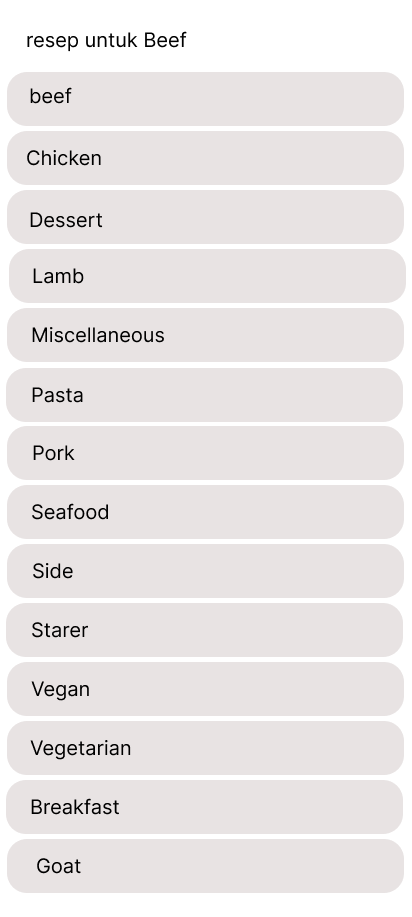 resep untuk Beef
beef
Chicken
Dessert
Lamb
Miscellaneous
Pasta
Pork
Seafood
Side
Starer
Vegan
Vegetarian
Breakfast
Goat